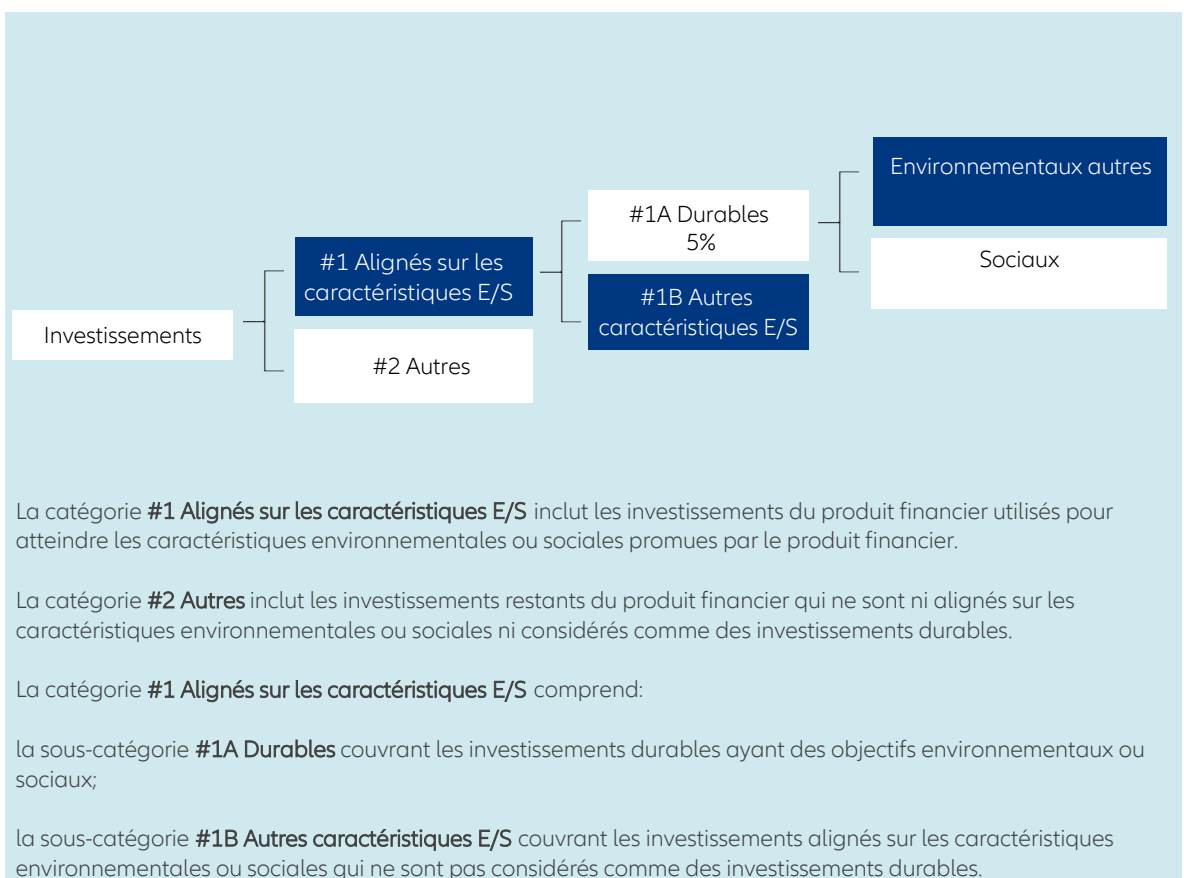 Environnementaux autres
#1A Durables
5%
Sociaux
#1 Alignés sur les
caractéristiques E/S
#1B Autres
caractéristiques E/S
Investissements
#2 Autres
La catégorie #1 Alignés sur les caractéristiques E/S inclut les investissements du produit financier utilisés pour
atteindre les caractéristiques environnementales ou sociales promues par le produit financier.
La catégorie #2 Autres inclut les investissements restants du produit financier qui ne sont ni alignés sur les
caractéristiques environnementales ou sociales ni considérés comme des investissements durables.
La catégorie #1 Alignés sur les caractéristiques E/S comprend:
la sous-catégorie #1A Durables couvrant les investissements durables ayant des objectifs environnementaux ou
sociaux;
la sous-catégorie #1B Autres caractéristiques E/S couvrant les investissements alignés sur les caractéristiques
environnementales ou sociales qui ne sont pas considérés comme des investissements durables.